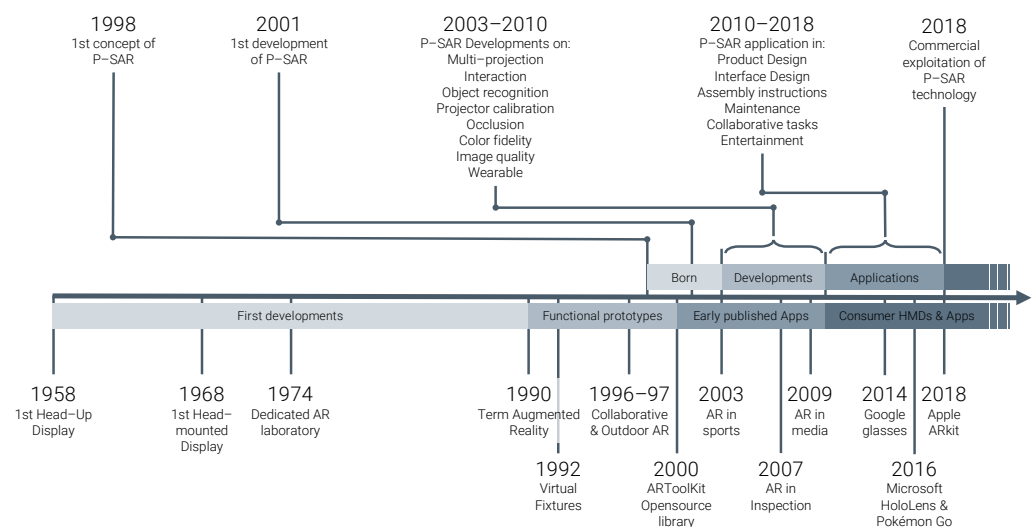 1998
1st concept of
P–SAR
2001
1st development
of P–SAR
2003–2010
P–SAR Developments on:
Multi–projection
Interaction
Object recognition
Projector calibration
Occlusion
Color fidelity
Image quality
Wearable
2010–2018
P–SAR application in:
Product Design
Interface Design
Assembly instructions
Maintenance
Collaborative tasks
Entertainment
2018
Commercial
exploitation of
P–SAR
technology
Born
Developments
Applications
First developments
Functional prototypes
Early published Apps
Consumer HMDs & Apps
1958
1st Head–Up
Display
1968
1st Head–
mounted
Display
1974
Dedicated AR
laboratory
1990
Term Augmented
Reality
1992
Virtual
Fixtures
1996–97
Collaborative
& Outdoor AR
2000
ARToolKit
Opensource
library
2003
AR in
sports
2007
AR in
Inspection
2009
AR in
media
2014
Google
glasses
2016
Microsoft
HoloLens &
Pokémon Go
2018
Apple
ARkit